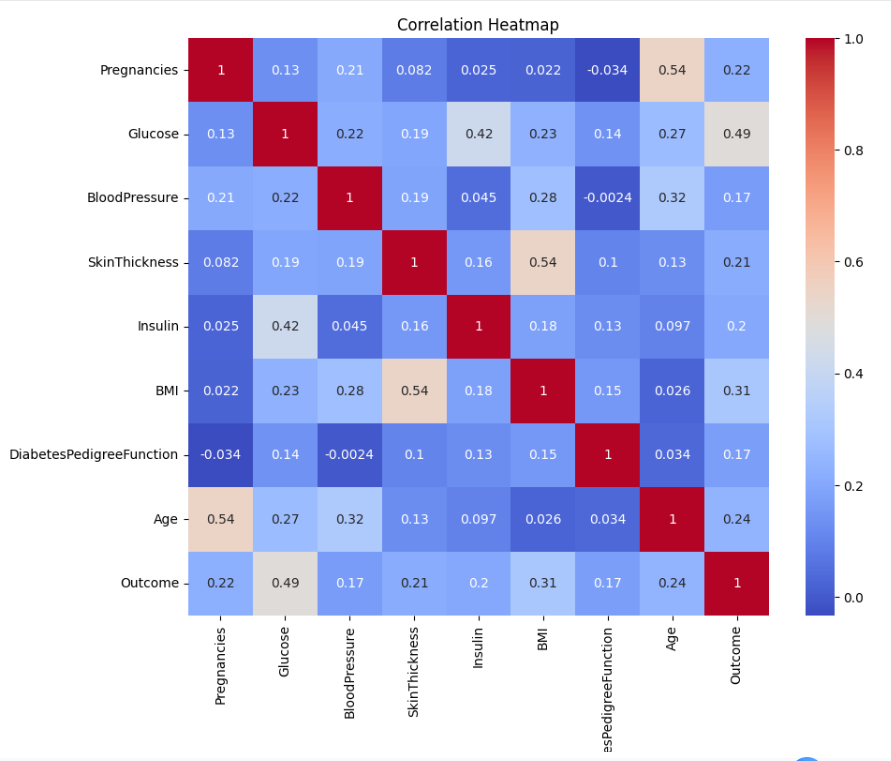 Correlation Heatmap
Pregnancies 1 0.13 0.21 0.082 0.025 0.022 -0.034 0.54 0.22
Glucose 0.13 1 0.22 0.19 0.42 0.23 0.14 0.27 0.49
BloodPressure 0.21 0.22 1 0.19 0.045 0.28 -0.0024 0.32 0.17
SkinThickness 0.082 0.19 0.19 1 0.16 0.54 0.1 0.13 0.21
Insulin 0.025 0.42 0.045 0.16 1 0.18 0.13 0.097 0.2
BMI 0.022 0.23 0.28 0.54 0.18 1 0.15 0.026 0.31
DiabetesPedigreeFunction -0.034 0.14 -0.0024 0.1 0.13 0.15 1 0.034 0.17
Age 0.54 0.27 0.32 0.13 0.097 0.026 0.034 1 0.24
Outcome 0.22 0.49 0.17 0.21 0.2 0.31 0.17 0.24 1
Pregnancies
Glucose
BloodPressure
SkinThickness
Insulin
BMI
esPedigreeFunction
Age
Outcome
1.0
0.8
0.6
0.4
0.2
0.0